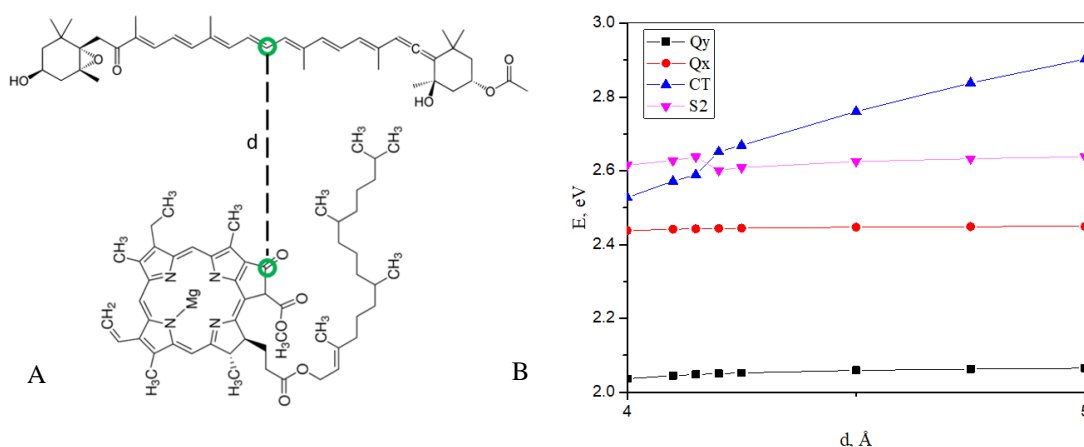 HO
O
O
HO
O
O
d
CH₃
CH₃
CH₃
CH₃
CH₃
CH₃
CH₃
O
N
N
Mg
N
N
CH₂
O
OCH₃
H₃C
CH₃
CH₃
H₃C
O
O
A
B
Qy
Qx
CT
S2
E, eV
3.0
2.8
2.6
2.4
2.2
2.0
4
5
d, Å